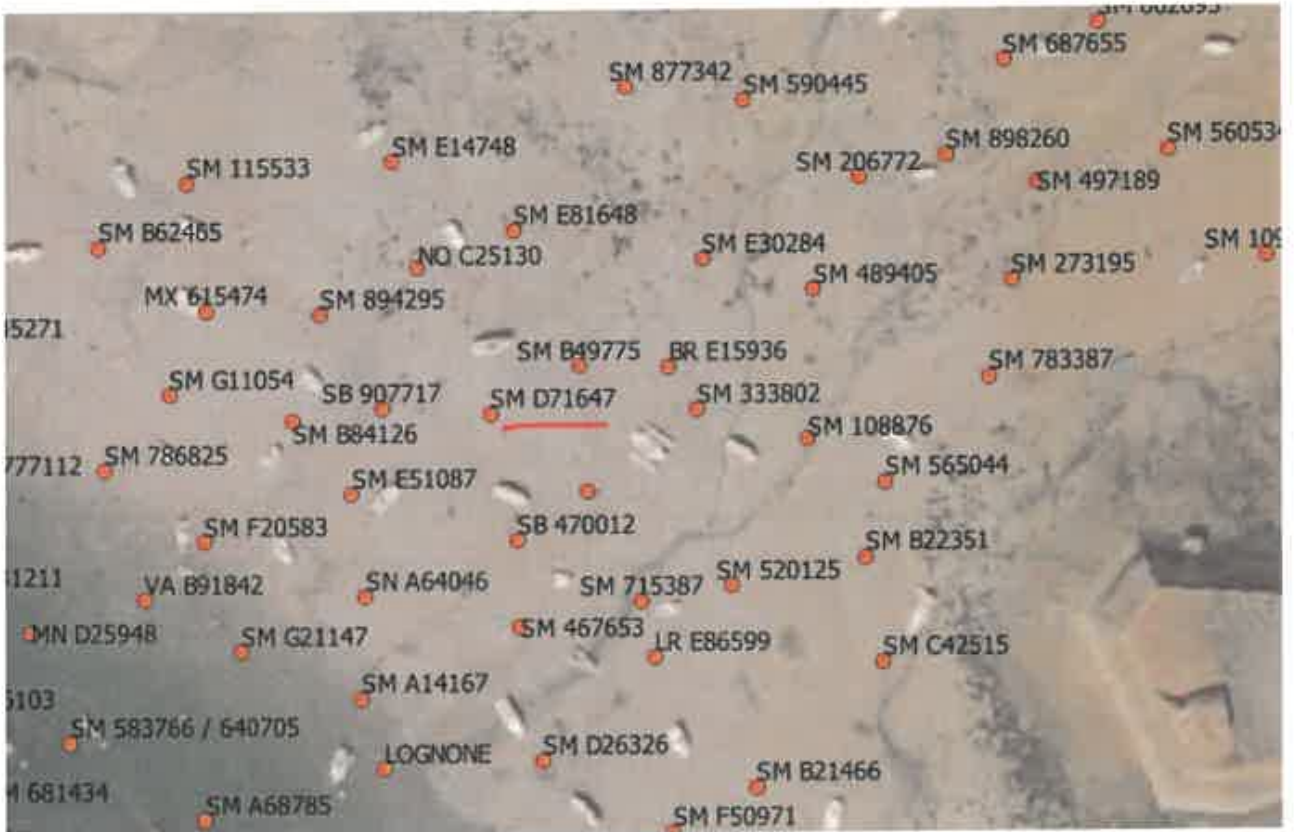 SM 687655
SM 877342
SM 590445
SM E14748
SM 898260
SM 56053
SM 115533
SM 206772
SM 497189
SM E81648
SM B62465
NO C25130
SM E30284
SM 109
SM 489405
SM 273195
MX 615474
SM 894295
15271
SM B49775
BR E15936
SM 783387
SM G11054
SB 907717
SM D71647
SM 333802
SM B84126
SM 108876
777112
SM 786825
SM E51087
SM 565044
SM F20583
SB 470012
SM B22351
1211
VA B91842
SN A64046
SM 715387
SM 520125
MN D25948
SM G21147
SM 467653
LR E86599
SM C42515
SM A14167
6103
SM 583766 / 640705
LOGNONE
SM D26326
SM B21466
M 681434
SM A68785
SM F50971